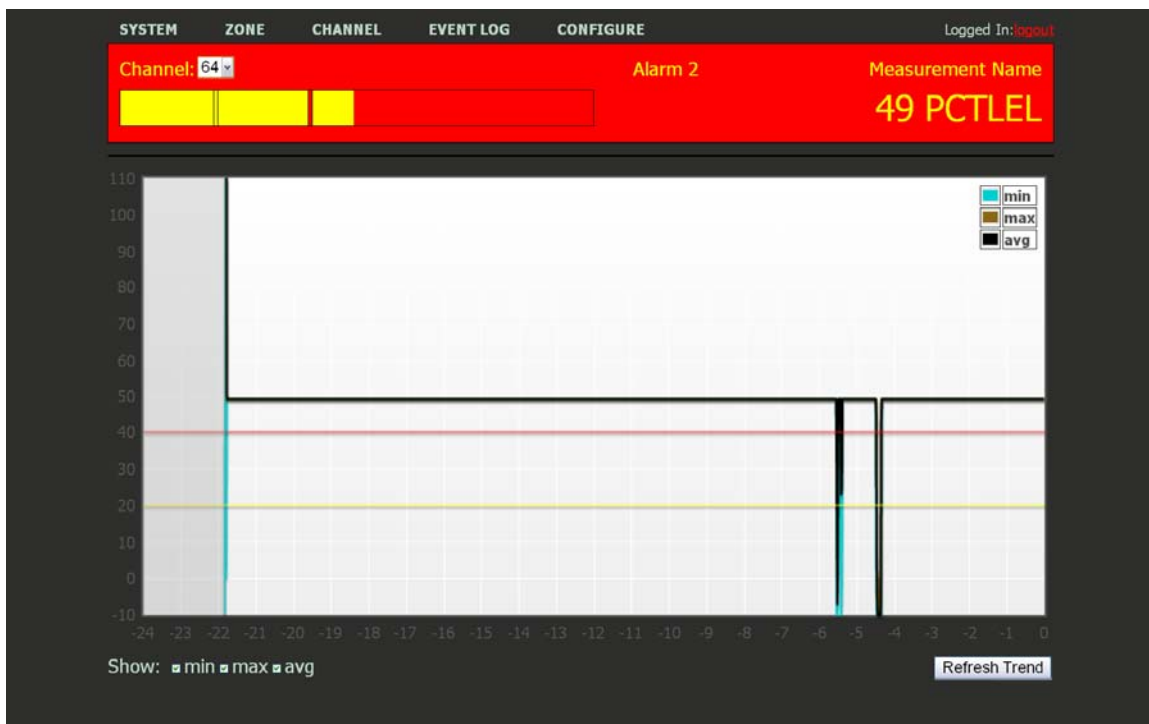 SYSTEM ZONE CHANNEL EVENT LOG CONFIGURE Logged In:logout
Channel: 64 Alarm 2 Measurement Name
49 PCTLEL
110
100
90
80
70
60
50
40
30
20
10
0
-10
min
max
avg
-24 -23 -22 -21 -20 -19 -18 -17 -16 -15 -14 -13 -12 -11 -10 -9 -8 -7 -6 -5 -4 -3 -2 -1 0
Show: min max avg Refresh Trend